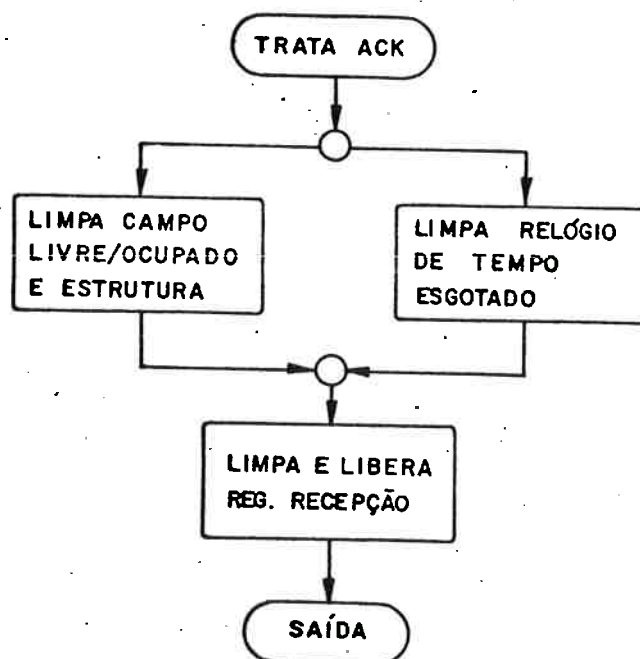 TRATA ACK
LIMPA CAMPO
LIVRE/OCUPADO
E ESTRUTURA
LIMPA RELÓGIO
DE TEMPO
ESGOTADO
LIMPA E LIBERA
REG. RECEPÇÃO
SAÍDA